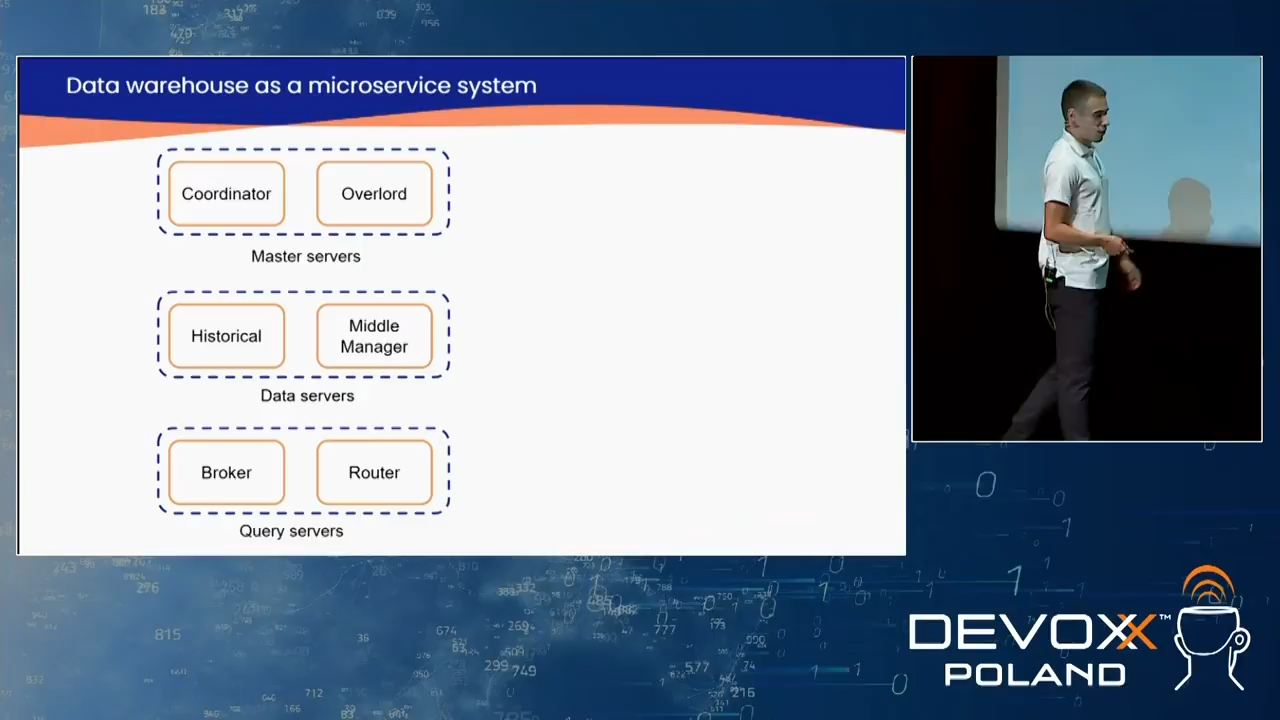 Data warehouse as a microservice system
Coordinator
Overlord
Master servers
Historical
Middle
Manager
Data servers
Broker
Router
Query servers
DEVOXX™
POLAND